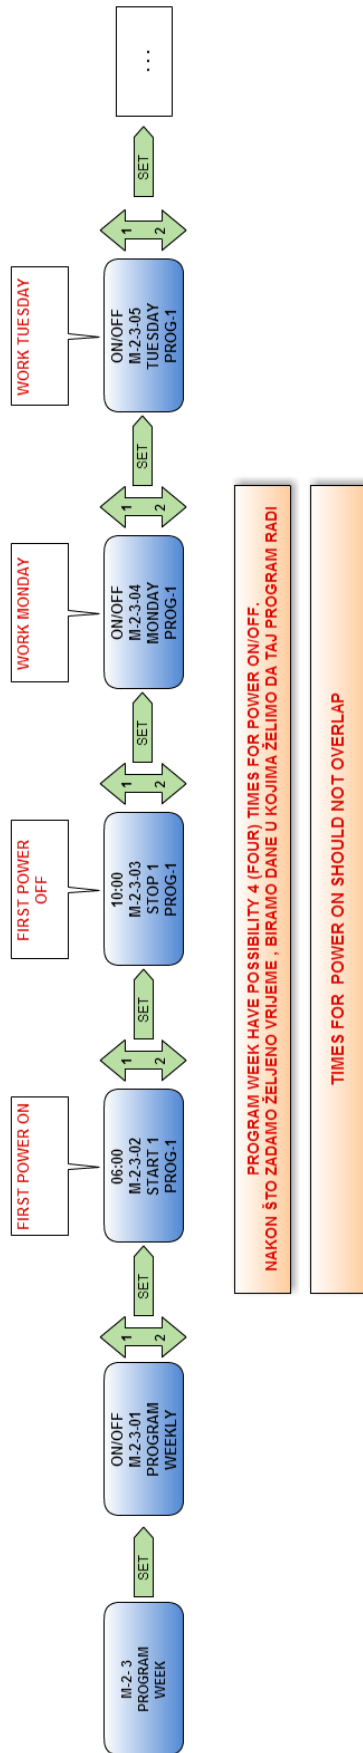 M-2- 3
PROGRAM
WEEK
SET
ON/OFF
M-2-3-01
PROGRAM
WEEKLY
1
2
SET
FIRST POWER ON
06:00
M-2.3-02
START 1
PROG-1
1
2
SET
FIRST POWER
OFF
10:00
M-2.3-03
STOP 1
PROG-1
1
2
SET
WORK MONDAY
ON/OFF
M-2.3-04
MONDAY
PROG-1
1
2
SET
WORK TUESDAY
ON/OFF
M-2.3-05
TUESDAY
PROG-1
1
2
SET
...
PROGRAM WEEK HAVE POSSIBILITY 4 (FOUR) TIMES FOR POWER ON/OFF.
NAKON ŠTO ZADAMO ŽELJENO VRIJEME , BIRAMO DANE U KOJIMA ŽELIMO DA TAJ PROGRAM RADI
TIMES FOR POWER ON SHOULD NOT OVERLAP